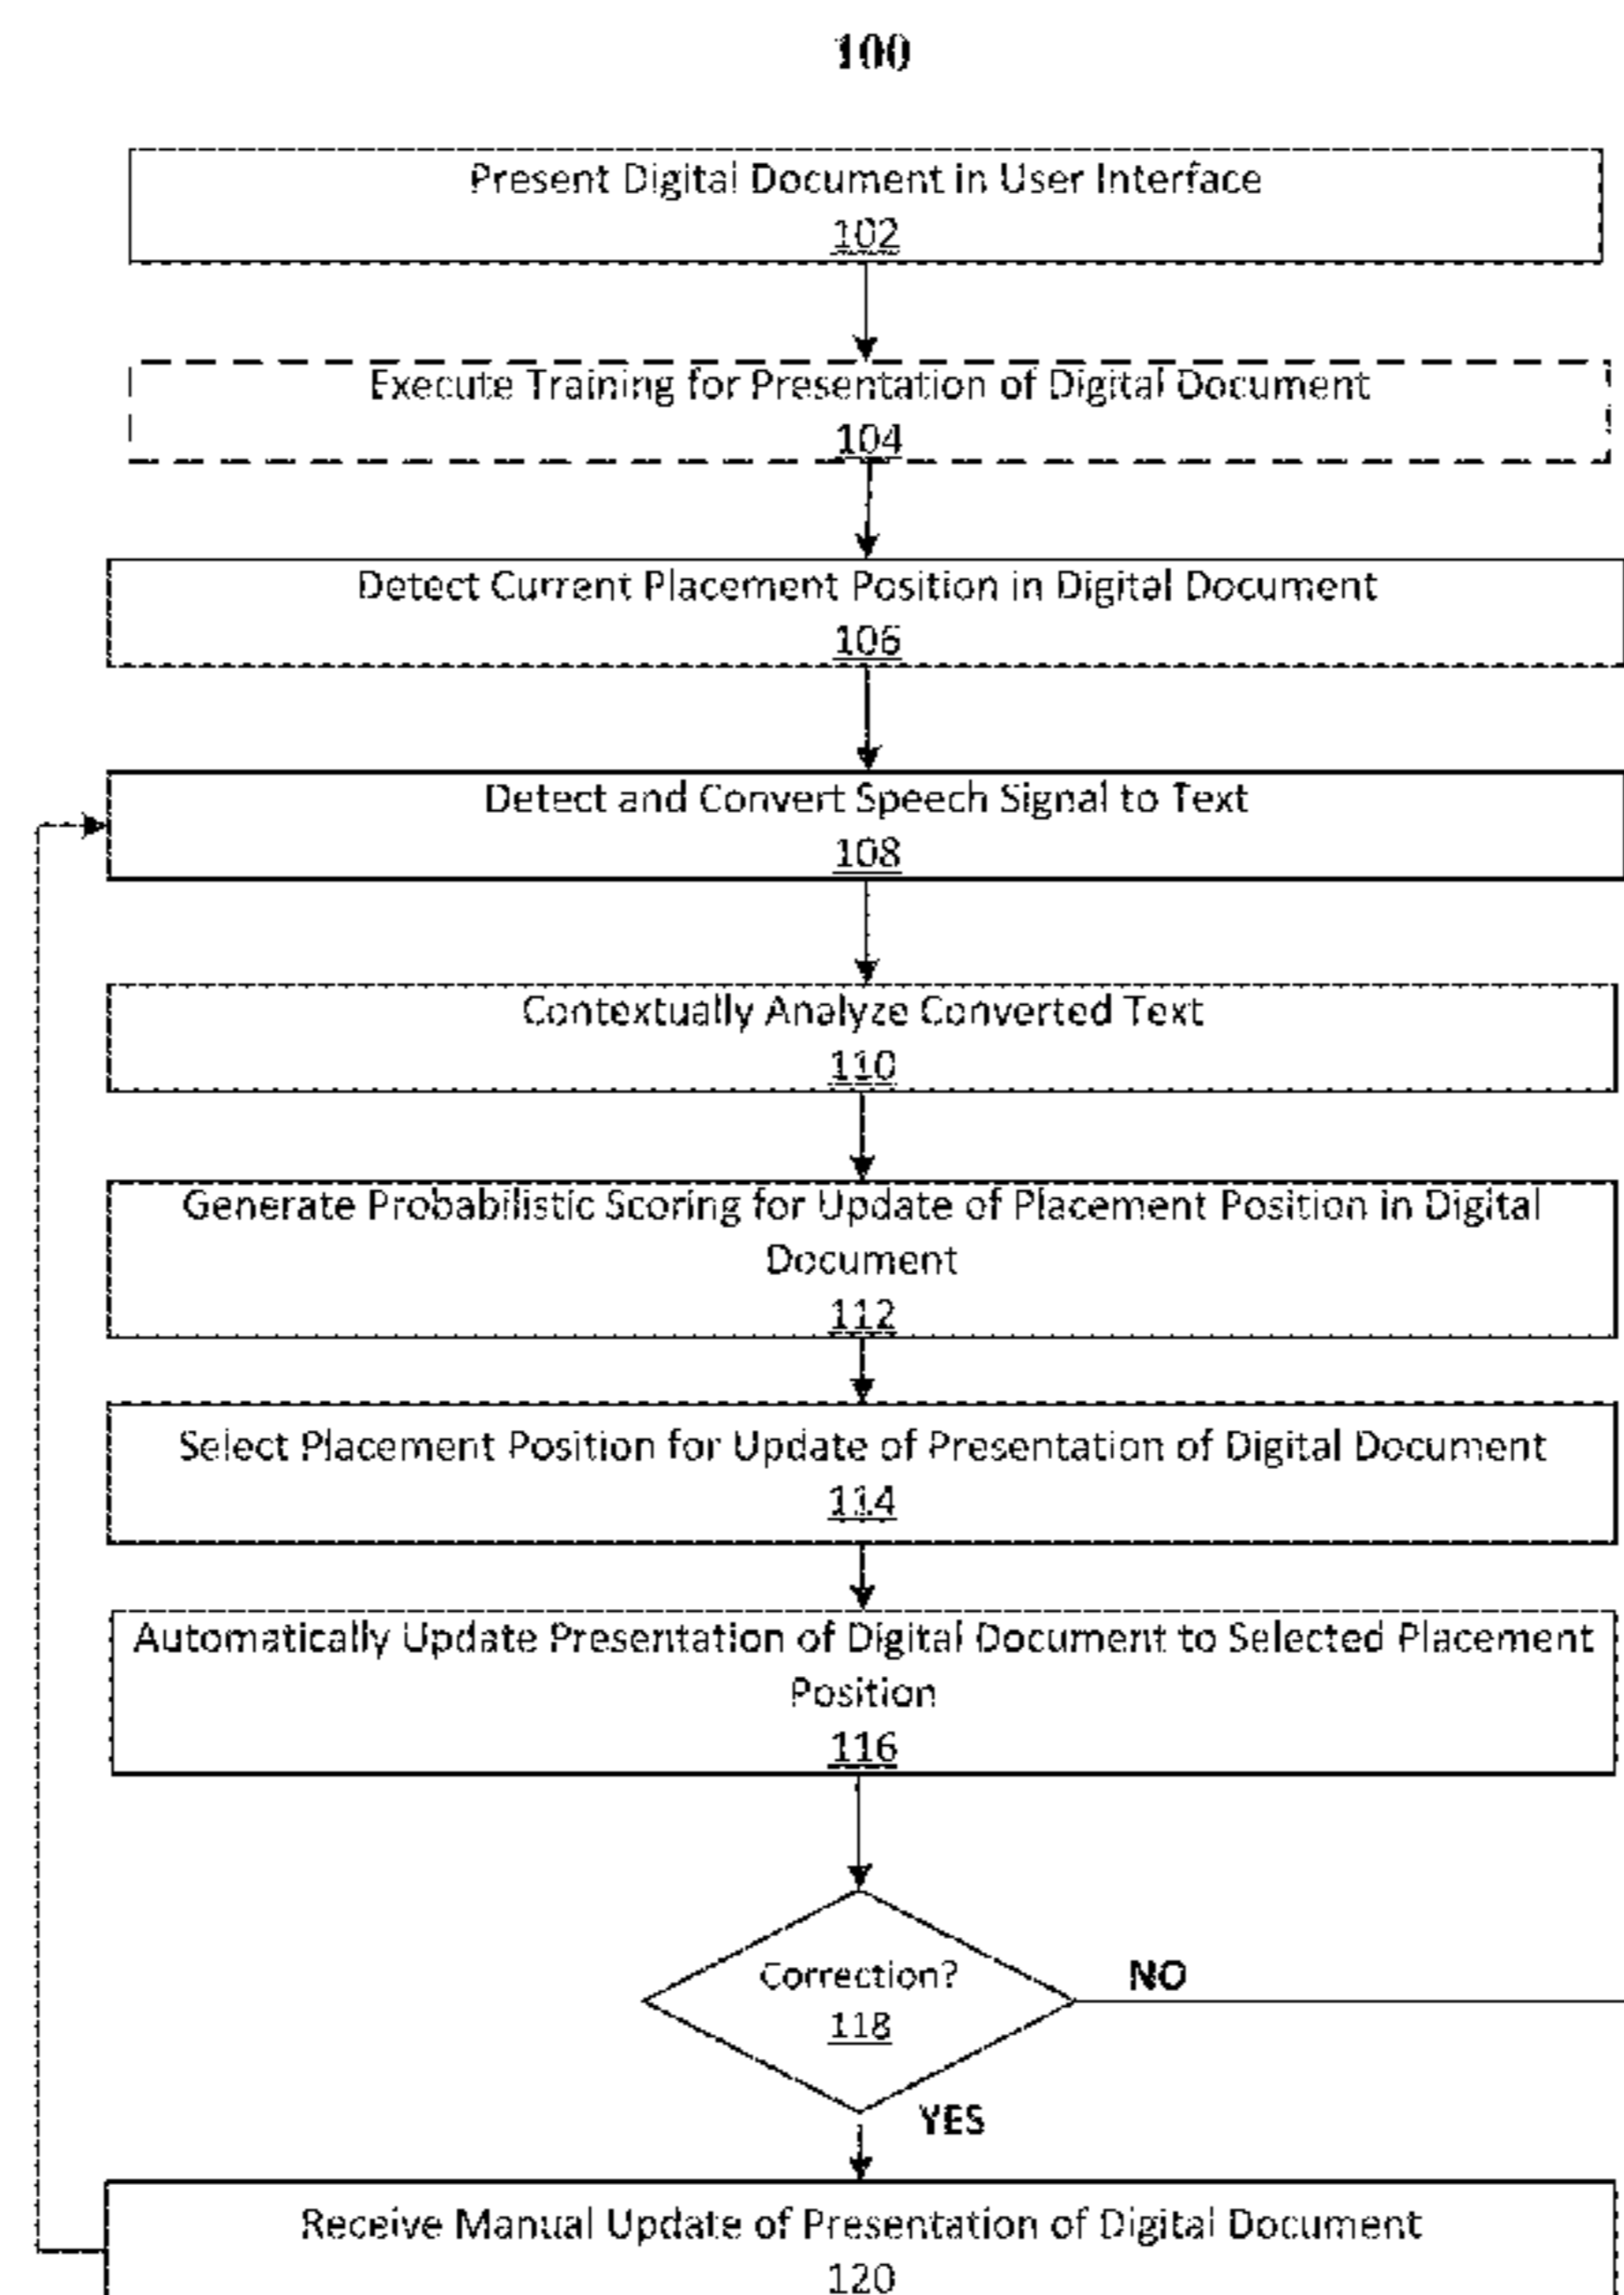 100
Present Digital Document in User Interface
102
Execute Training for Presentation of Digital Document
104
Detect Current Placement Position in Digital Document
106
Detect and Convert Speech Signal to Text
108
Contextually Analyze Converted Text
110
Generate Probabilistic Scoring for Update of Placement Position in Digital
Document
112
Select Placement Position for Update of Presentation of Digital Document
114
Automatically Update Presentation of Digital Document to Selected Placement
Position
116
Correction?
118
NO
YES
Receive Manual Update of Presentation of Digital Document
120